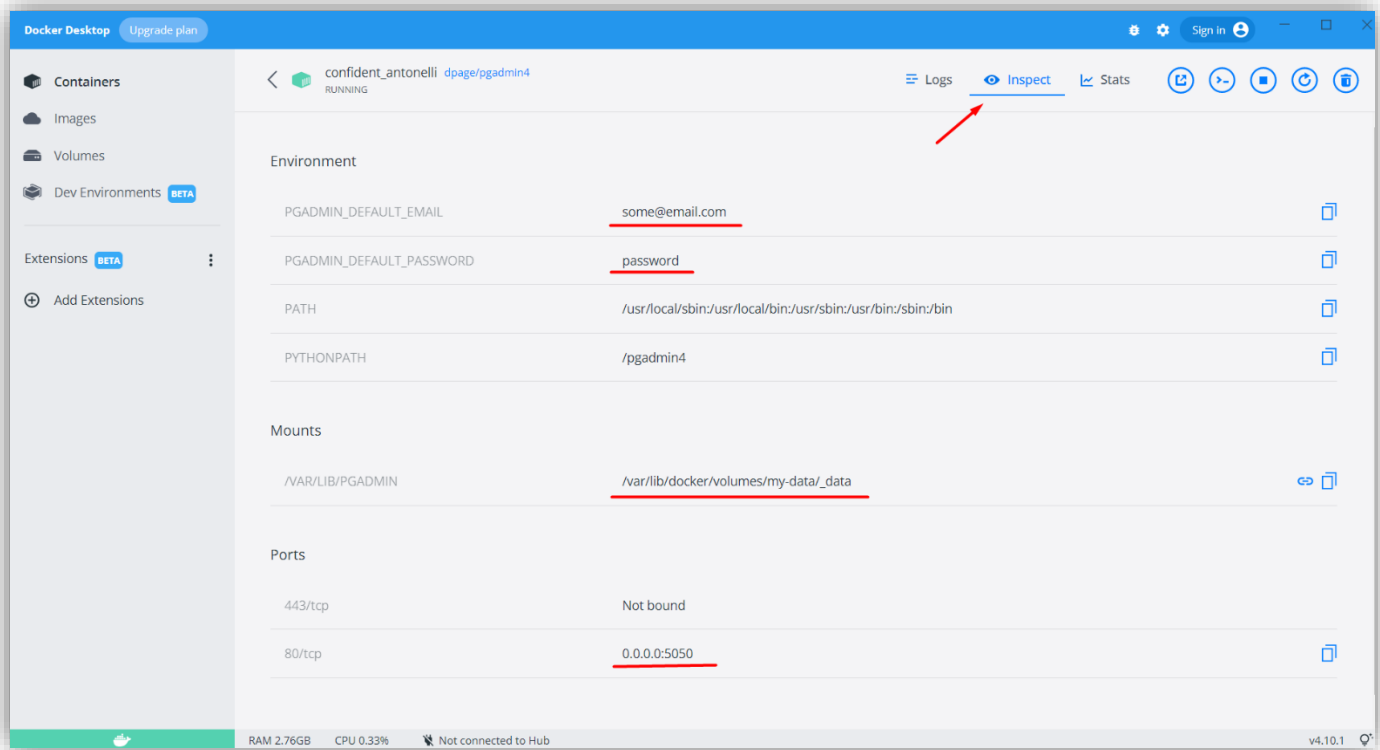 Docker Desktop Upgrade plan Sign in
Containers
Images
Volumes
Dev Environments BETA
Extensions BETA
Add Extensions
confident_antonelli dpage/pgadmin4
RUNNING
Logs Inspect Stats
Environment
PGADMIN_DEFAULT_EMAIL some@email.com
PGADMIN_DEFAULT_PASSWORD password
PATH /usr/local/sbin:/usr/local/bin:/usr/sbin:/usr/bin:/sbin:/bin
PYTHONPATH /pgadmin4
Mounts
/VAR/LIB/PGADMIN /var/lib/docker/volumes/my-data/_data
Ports
443/tcp Not bound
80/tcp 0.0.0.0:5050
RAM 2.76GB CPU 0.33% Not connected to Hub v4.10.1